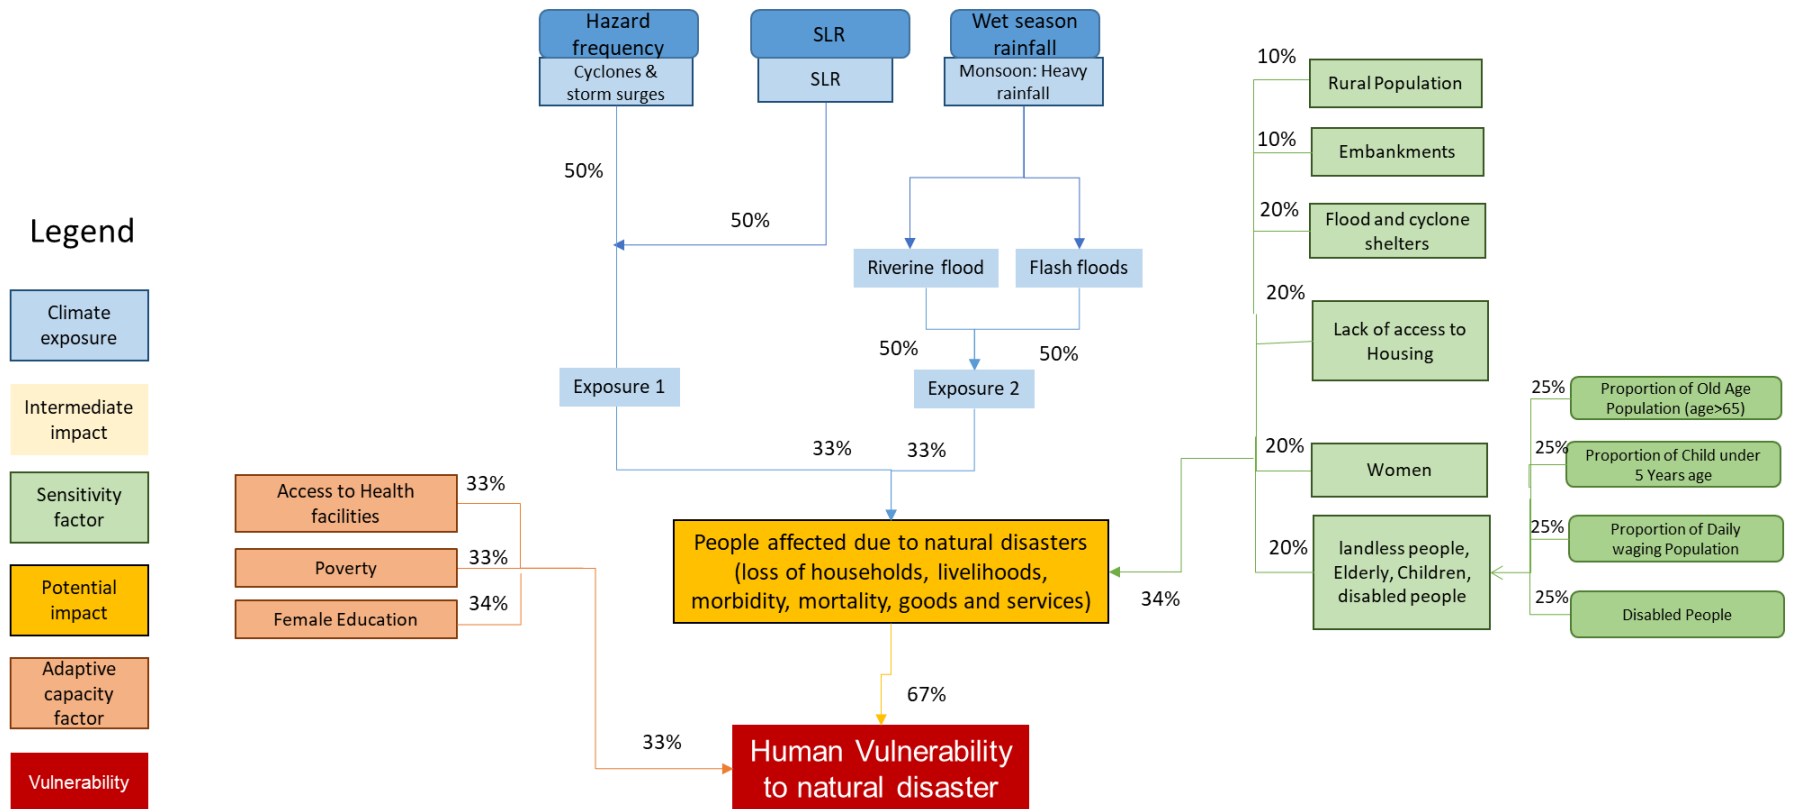 Hazard
frequency
Cyclones &
storm surges
SLR
SLR
Wet season
rainfall
Monsoon: Heavy
rainfall
50%
50%
Riverine flood
Flash floods
50%
50%
Exposure 1
Exposure 2
33%
33%
10%
Rural Population
10%
Embankments
20%
Flood and cyclone
shelters
20%
Lack of access to
Housing
20%
Women
20%
landless people,
Elderly, Children,
disabled people
25%
Proportion of Old Age
Population (age>65)
25%
Proportion of Child under
5 Years age
25%
Proportion of Daily
waging Population
25%
Disabled People
Legend
Climate
exposure
Intermediate
impact
Sensitivity
factor
Potential
impact
Adaptive
capacity
factor
Vulnerability
Access to Health
facilities
33%
Poverty
33%
Female Education
34%
People affected due to natural disasters
(loss of households, livelihoods,
morbidity, mortality, goods and services)
34%
67%
33%
Human Vulnerability
to natural disaster